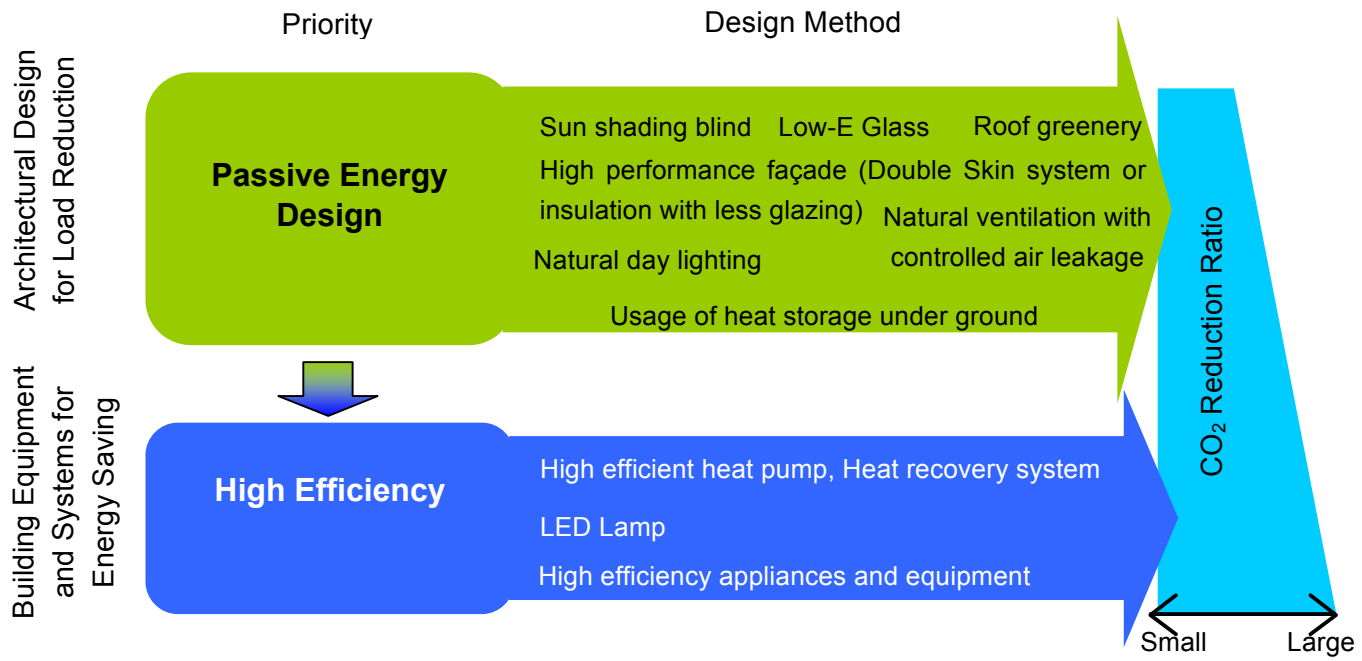 Priority
Design Method
Architectural Design
for Load Reduction
Passive Energy
Design
Sun shading blind
Low-E Glass
Roof greenery
High performance façade (Double Skin system or
insulation with less glazing)
Natural ventilation with
controlled air leakage
Natural day lighting
Usage of heat storage under ground
Building Equipment
and Systems for
Energy Saving
High Efficiency
High efficient heat pump, Heat recovery system
LED Lamp
High efficiency appliances and equipment
CO₂ Reduction Ratio
Small
Large